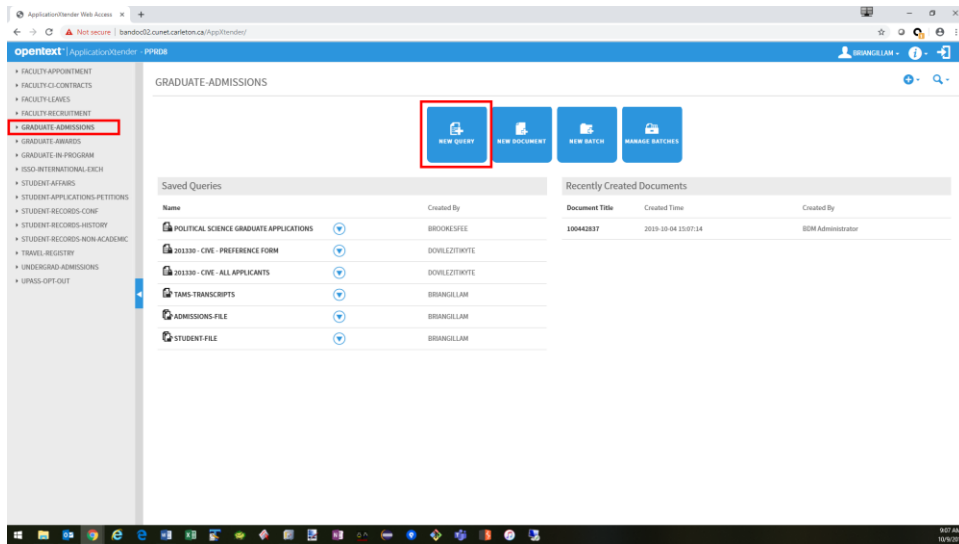 ApplicationXtender Web Access
Not secure | bandoc02.cunet.carleton.ca/AppXtender/
opentext™ | ApplicationXtender - PPRD8
BRIANGILLAM
FACULTY-APPOINTMENT
FACULTY-CI-CONTRACTS
FACULTY-LEAVES
FACULTY-RECRUITMENT
GRADUATE-ADMISSIONS
GRADUATE-AWARDS
GRADUATE-IN-PROGRAM
ISSO-INTERNATIONAL-EXCH
STUDENT-AFFAIRS
STUDENT-APPLICATIONS-PETITIONS
STUDENT-RECORDS-CONF
STUDENT-RECORDS-HISTORY
STUDENT-RECORDS-NON-ACADEMIC
TRAVEL-REGISTRY
UNDERGRAD-ADMISSIONS
UPASS-OPT-OUT
GRADUATE-ADMISSIONS
NEW QUERY
NEW DOCUMENT
NEW BATCH
MANAGE BATCHES
Saved Queries
Name Created By
POLITICAL SCIENCE GRADUATE APPLICATIONS BROOKESFEE
201330 - CIVE - PREFERENCE FORM DOVILEZITIKYTE
201330 - CIVE - ALL APPLICANTS DOVILEZITIKYTE
TAMS-TRANSCRIPTS BRIANGILLAM
ADMISSIONS-FILE BRIANGILLAM
STUDENT-FILE BRIANGILLAM
Recently Created Documents
Document Title Created Time Created By
100442837 2019-10-04 15:07:14 BDM Administrator
9:07 AM